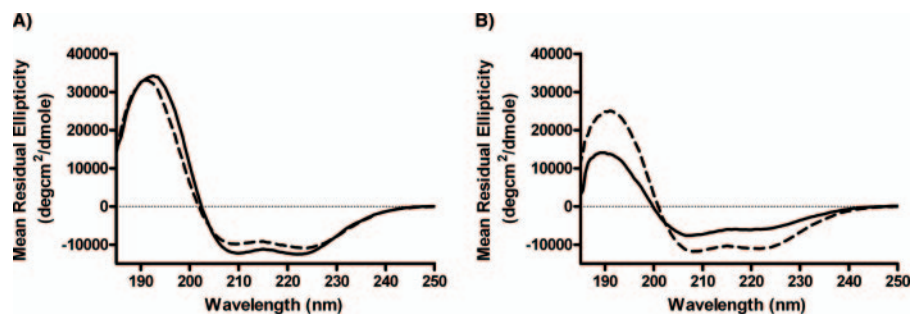 A)
Mean Residual Ellipticity
(degcm²/dmole)
40000
30000
20000
10000
0
-10000
190 200 210 220 230 240 250
Wavelength (nm)
B)
Mean Residual Ellipticity
(degcm²/dmole)
40000
30000
20000
10000
0
-10000
190 200 210 220 230 240 250
Wavelength (nm)